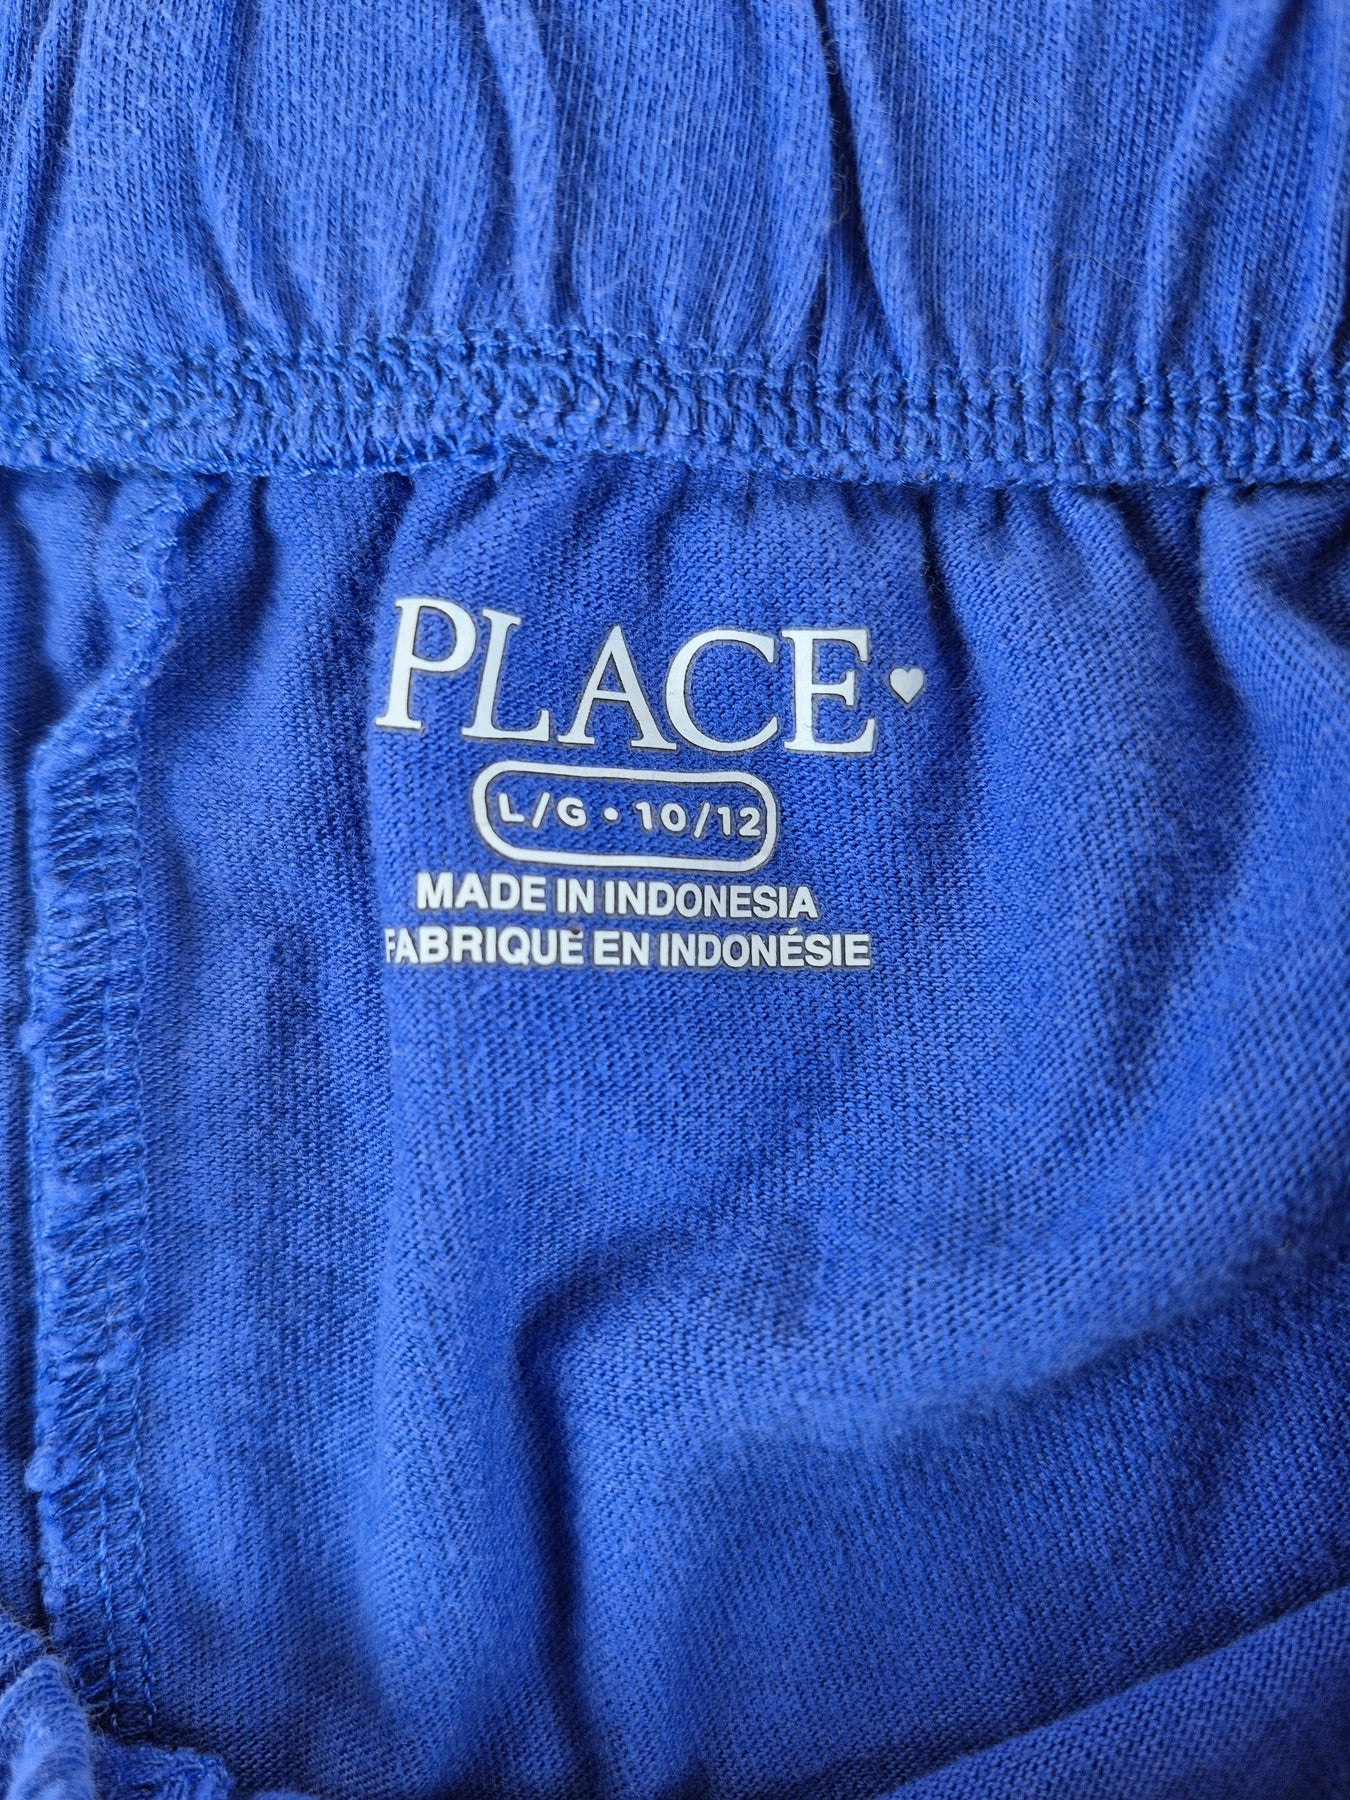 PLACE
L/G • 10/12
MADE IN INDONESIA
FABRIQUÉ EN INDONÉSIE